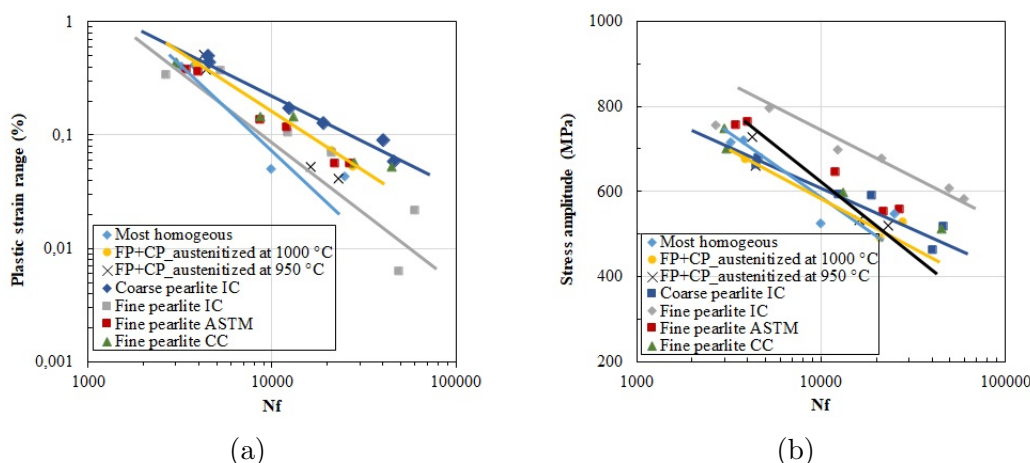 (a)
Plastic strain range (%)
1
0,1
0,01
0,001
1000
10000
100000
Nf
Most homogeous
FP+CP_austenitized at 1000 °C
FP+CP_austenitized at 950 °C
Coarse pearlite IC
Fine pearlite IC
Fine pearlite ASTM
Fine pearlite CC
(b)
Stress amplitude (MPa)
1000
800
600
400
200
1000
10000
100000
Nf
Most homogeous
FP+CP_austenitized at 1000 °C
FP+CP_austenitized at 950 °C
Coarse pearlite IC
Fine pearlite IC
Fine pearlite ASTM
Fine pearlite CC